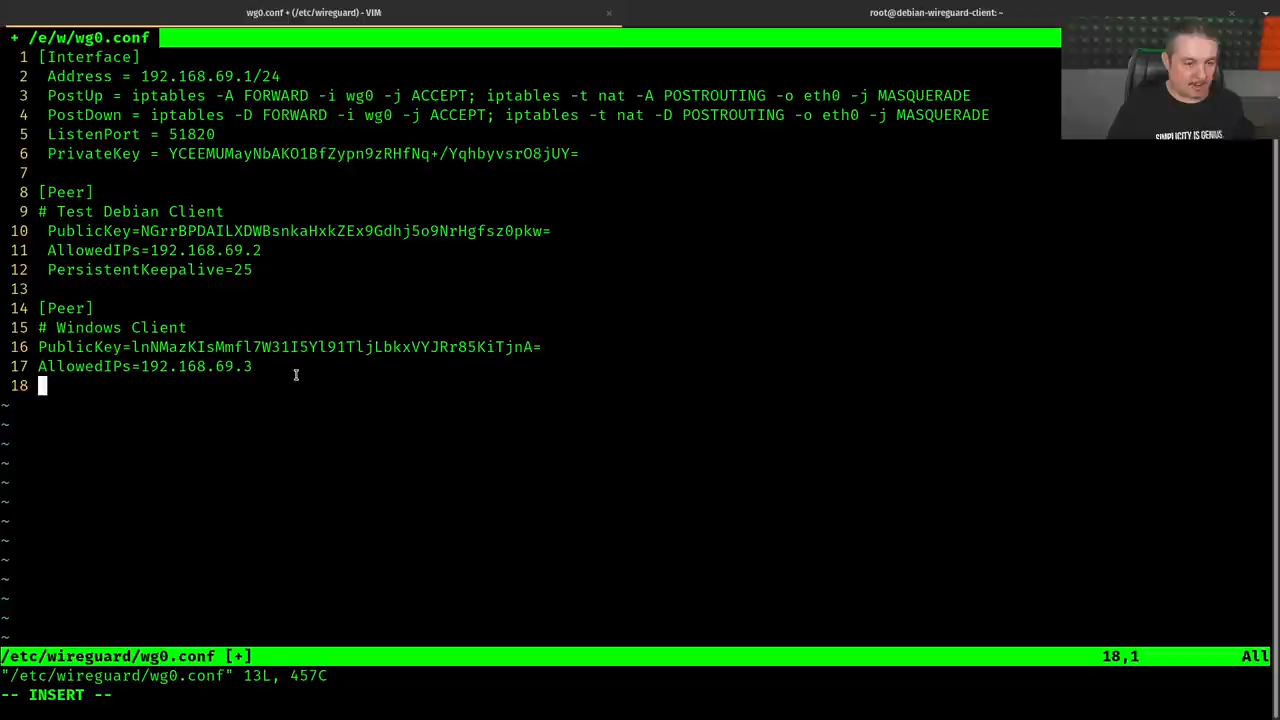 wg0.conf + (/etc/wireguard) - VIM
root@debian-wireguard-client: ~
+ /e/w/wg0.conf
1 [Interface]
2 Address = 192.168.69.1/24
3 PostUp = iptables -A FORWARD -i wg0 -j ACCEPT; iptables -t nat -A POSTROUTING -o eth0 -j MASQUERADE
4 PostDown = iptables -D FORWARD -i wg0 -j ACCEPT; iptables -t nat -D POSTROUTING -o eth0 -j MASQUERADE
5 ListenPort = 51820
6 PrivateKey = YCEEMUMayNbAKO1BfZypn9zRHfNq+/YqhbyvsrO8jUY=
7
8 [Peer]
9 # Test Debian Client
10 PublicKey=NGrrBPDAILXDWBsnkaHxkZEx9Gdhj5o9NrHgfsz0pkw=
11 AllowedIPs=192.168.69.2
12 PersistentKeepalive=25
13
14 [Peer]
15 # Windows Client
16 PublicKey=lnNMazKIsMmfl7W31I5Yl91TljLbkxVYJRr85KiTjnA=
17 AllowedIPs=192.168.69.3
18
~
~
~
~
~
~
~
~
~
~
~
~
~
/etc/wireguard/wg0.conf [+] 18,1 All
"/etc/wireguard/wg0.conf" 13L, 457C
-- INSERT --
SIMPLICITY IS GENIUS.